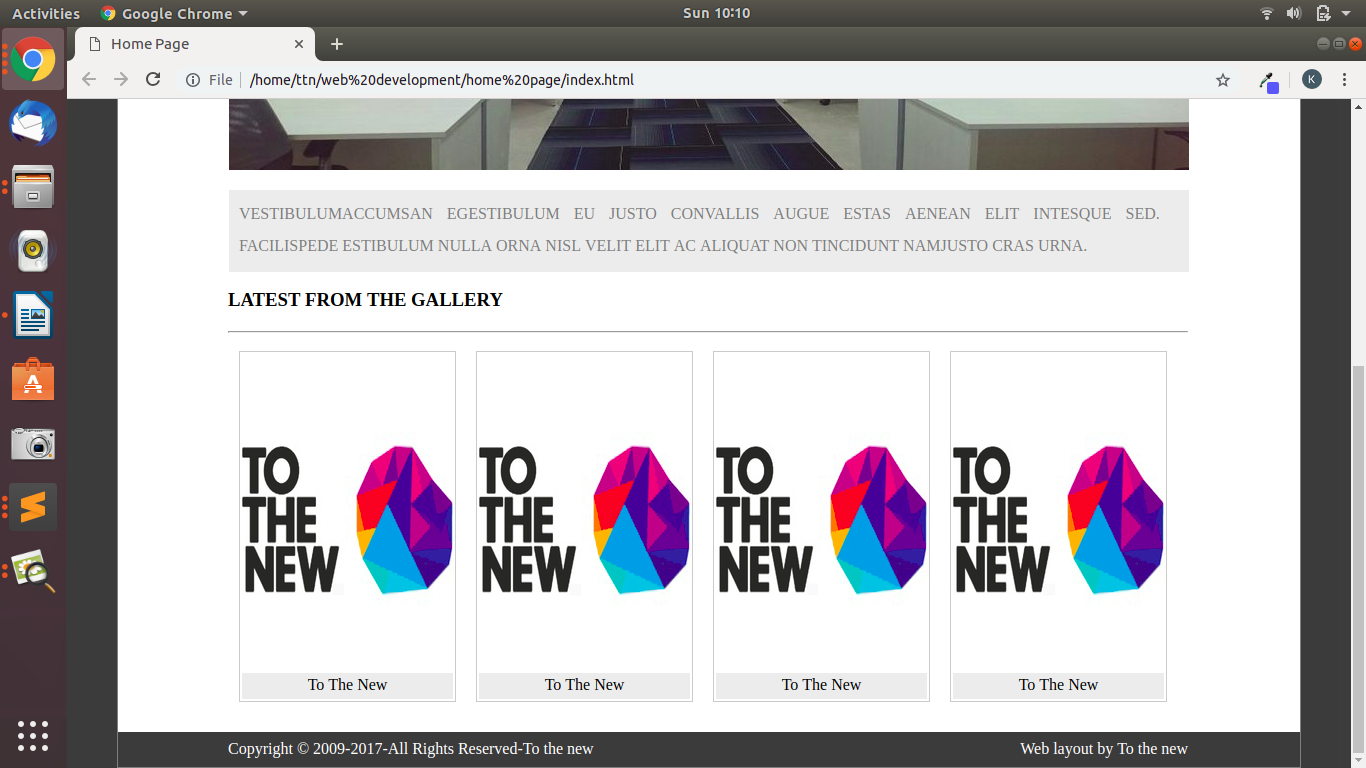 Activities Google Chrome Sun 10:10
Home Page
File /home/ttn/web%20development/home%20page/index.html K
VESTIBULUMACCUMSAN EGESTIBULUM EU JUSTO CONVALLIS AUGUE ESTAS AENEAN ELIT INTESQUE SED.
FACILISPEDE ESTIBULUM NULLA ORNA NISL VELIT ELIT AC ALIQUAT NON TINCIDUNT NAMJUSTO CRAS URNA.
LATEST FROM THE GALLERY
TO
THE
NEW
To The New
TO
THE
NEW
To The New
TO
THE
NEW
To The New
TO
THE
NEW
To The New
Copyright © 2009-2017-All Rights Reserved-To the new Web layout by To the new